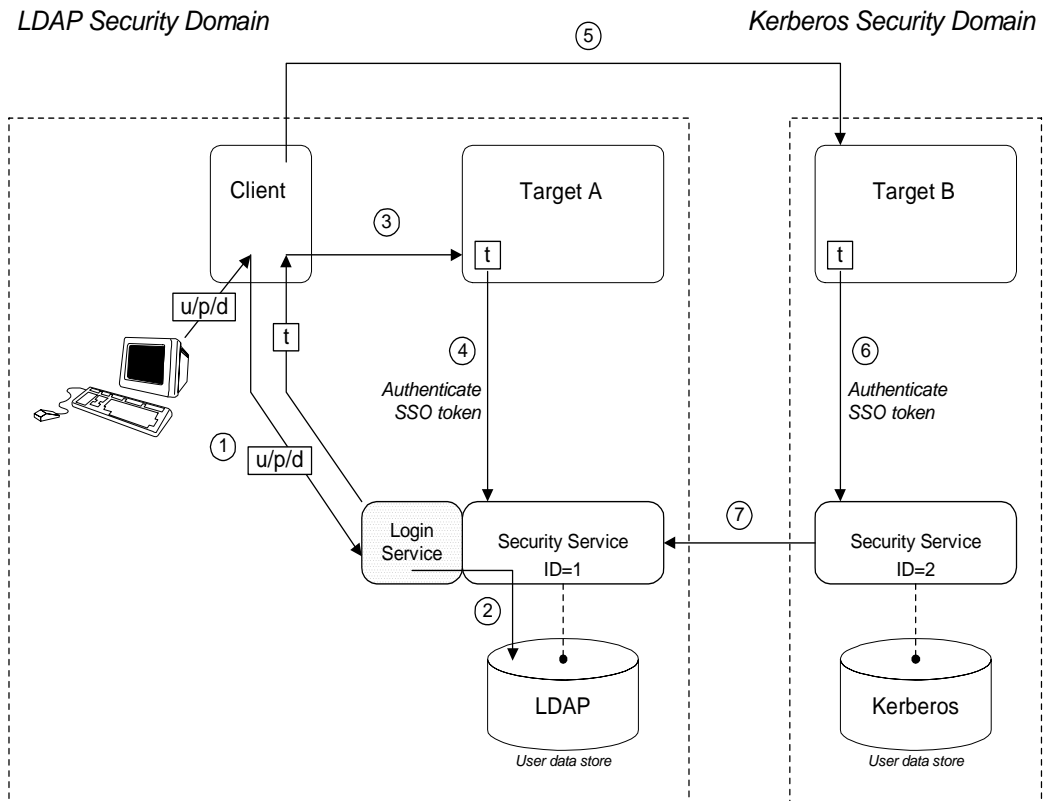 LDAP Security Domain
Kerberos Security Domain
5
Client
Target A
Target B
3
t
t
u/p/d
t
4
6
Authenticate
SSO token
Authenticate
SSO token
1
u/p/d
7
Login
Service
Security Service
ID=1
Security Service
ID=2
2
LDAP
Kerberos
User data store
User data store